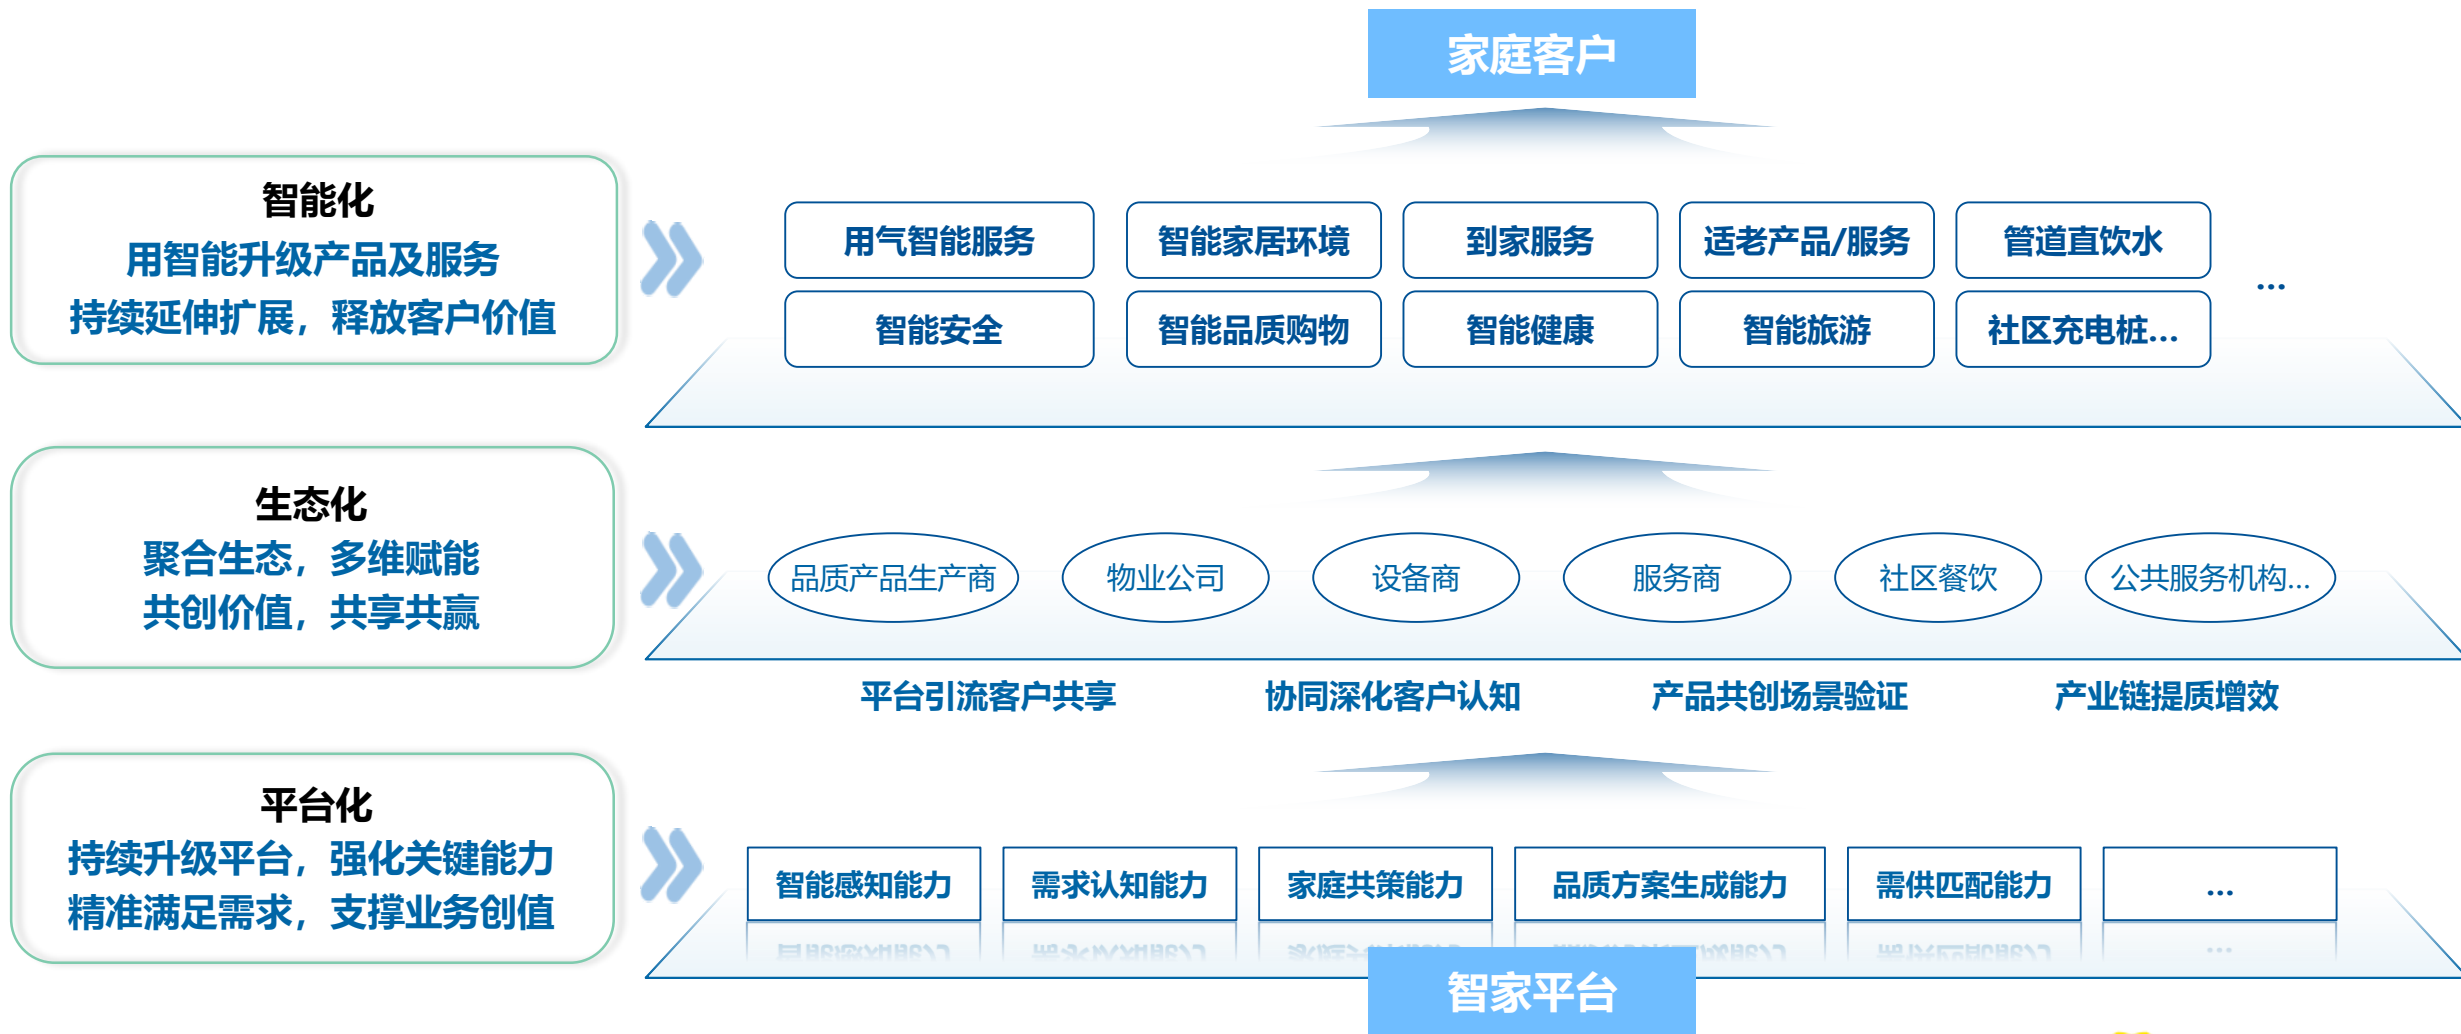 家庭客户
智能化
用智能升级产品及服务
持续延伸扩展，释放客户价值
用气智能服务
智能家居环境
到家服务
适老产品/服务
管道直饮水
智能安全
智能品质购物
智能健康
智能旅游
社区充电桩...
...
生态化
聚合生态，多维赋能
共创价值，共享共赢
品质产品生产商
物业公司
设备商
服务商
社区餐饮
公共服务机构...
平台引流客户共享
协同深化客户认知
产品共创场景验证
产业链提质增效
平台化
持续升级平台，强化关键能力
精准满足需求，支撑业务创值
智能感知能力
需求认知能力
家庭共策能力
品质方案生成能力
需供匹配能力
...
智家平台